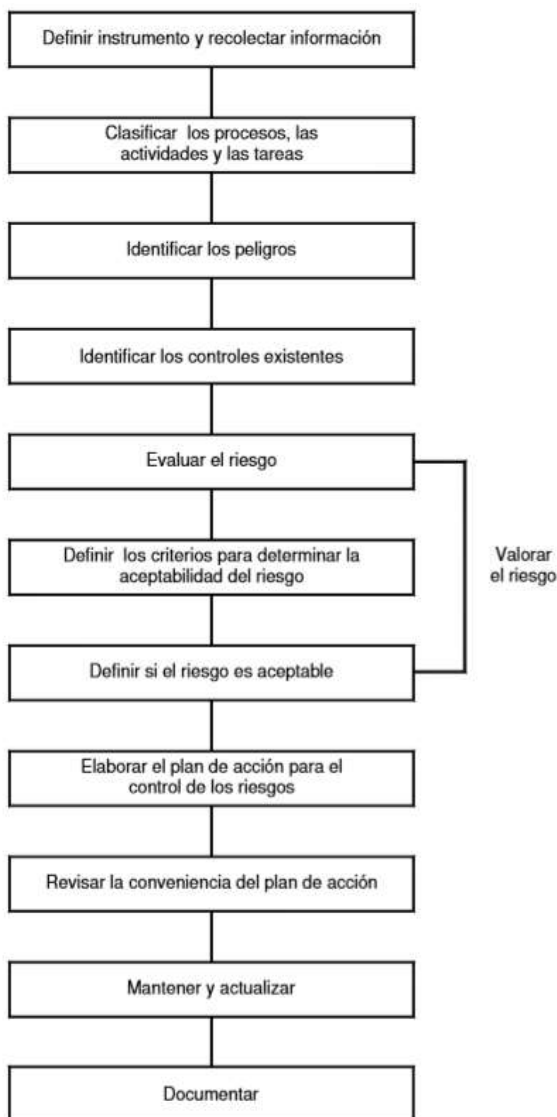 Definir instrumento y recolectar información
Clasificar los procesos, las
actividades y las tareas
Identificar los peligros
Identificar los controles existentes
Evaluar el riesgo
Definir los criterios para determinar la
aceptabilidad del riesgo
Valorar
el riesgo
Definir si el riesgo es aceptable
Elaborar el plan de acción para el
control de los riesgos
Revisar la conveniencia del plan de acción
Mantener y actualizar
Documentar